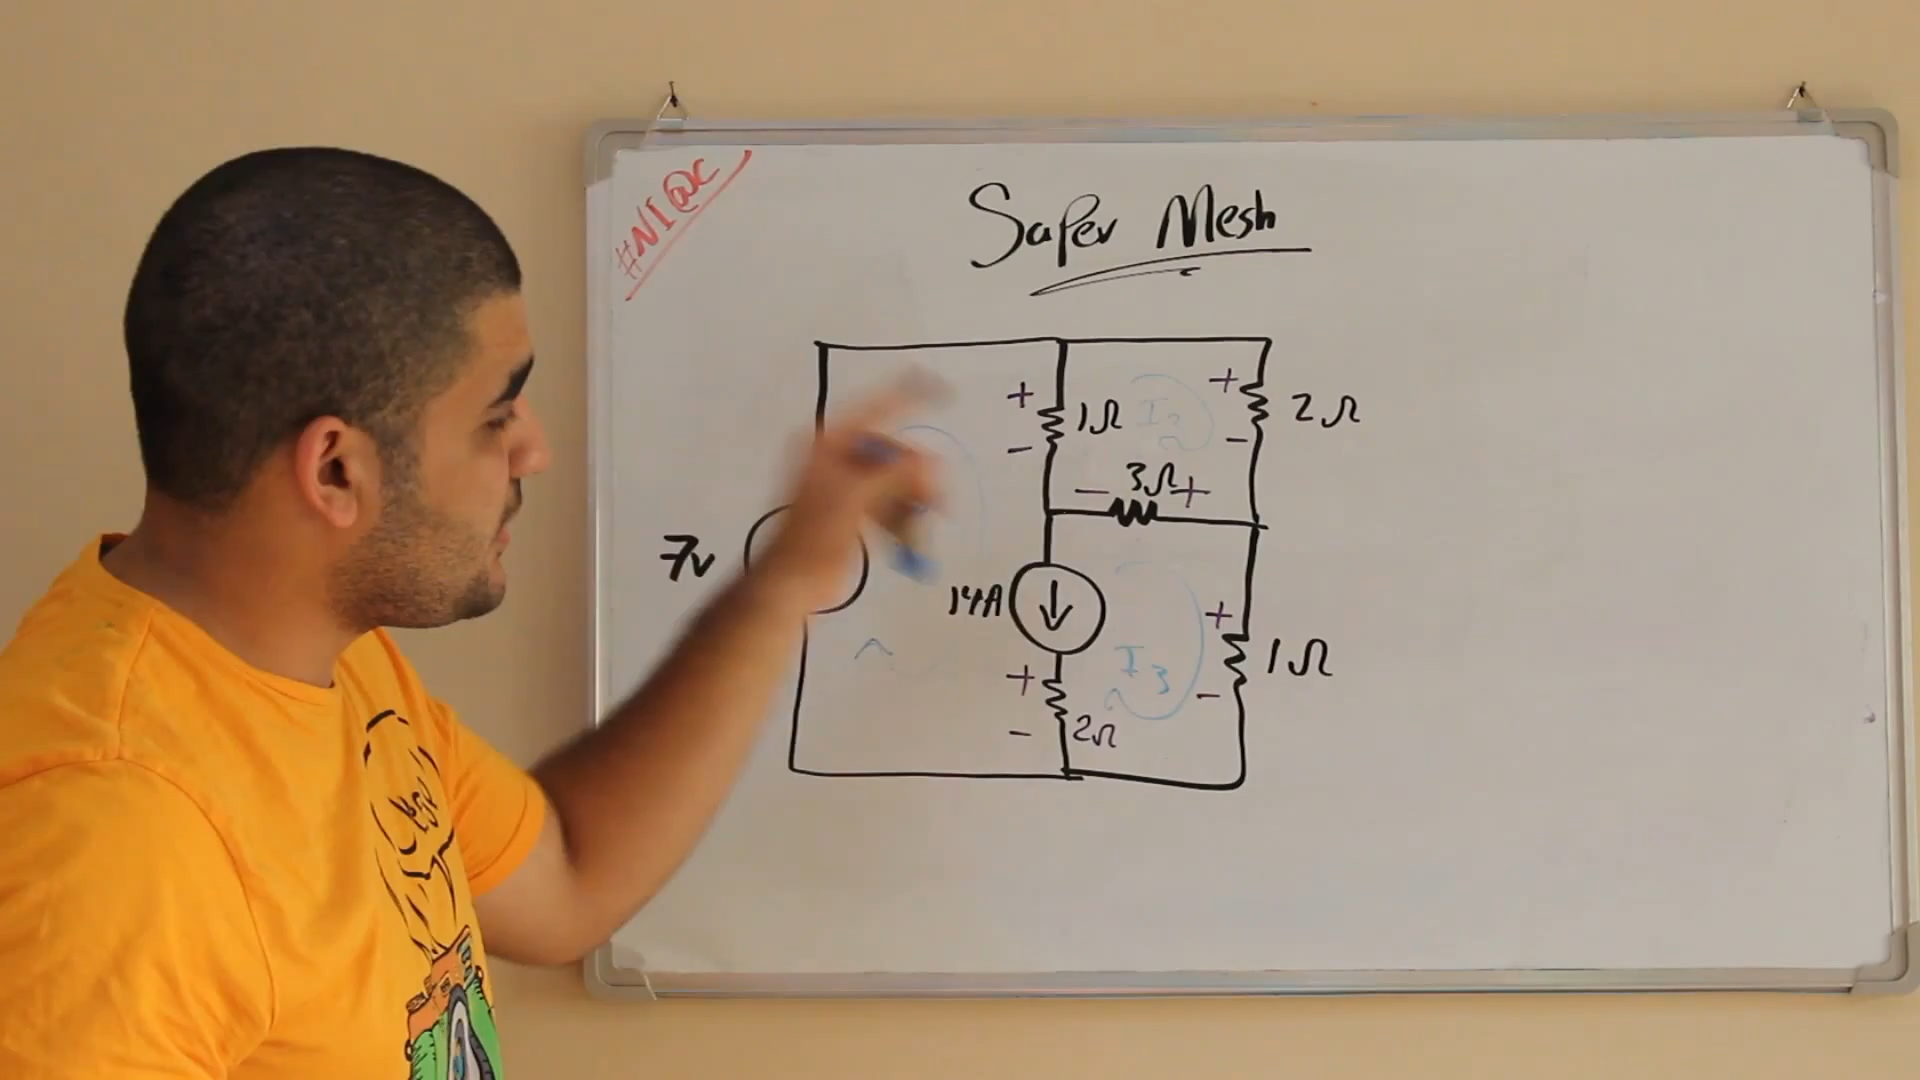 #NI@C
Super Mesh
+
1Ω
-
I2
+
2Ω
-
- 3Ω +
7v
14A
+
2Ω
-
I3
+
1Ω
-